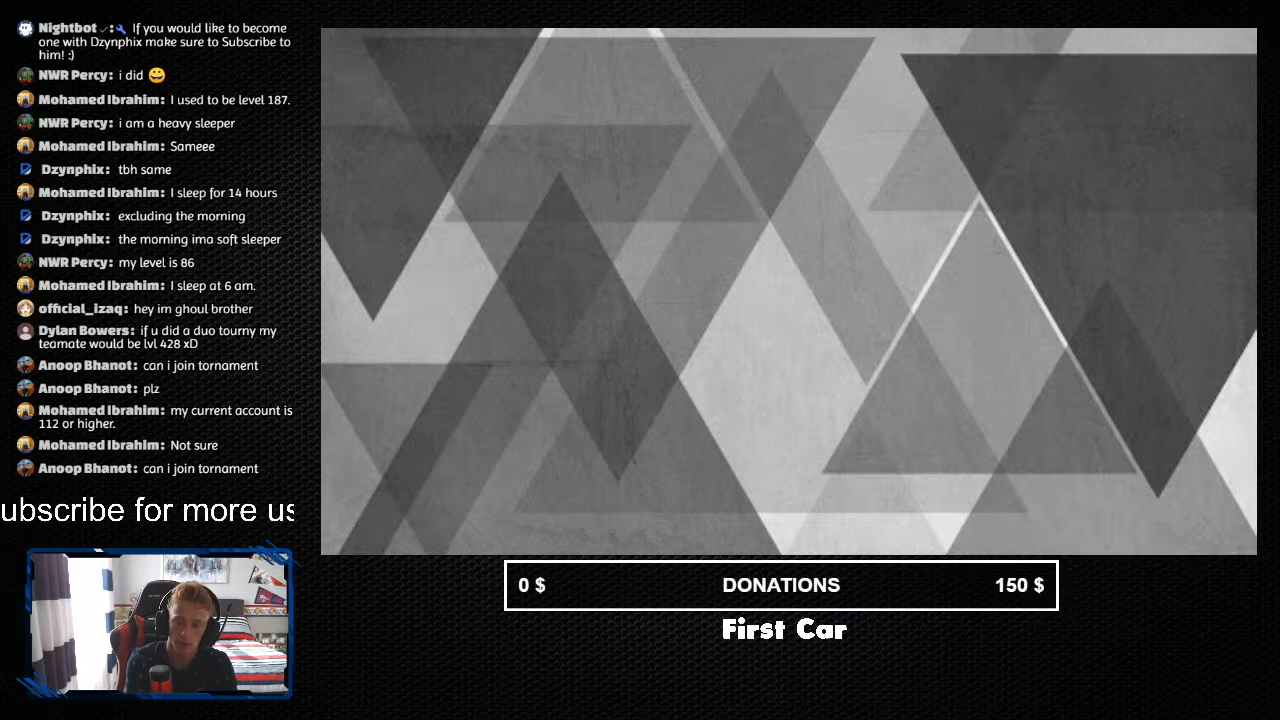 Nightbot: If you would like to become
one with Dzynphix make sure to Subscribe to
him! :)
NWR Percy: i did 😀
Mohamed Ibrahim: I used to be level 187.
NWR Percy: i am a heavy sleeper
Mohamed Ibrahim: Sameee
Dzynphix: tbh same
Mohamed Ibrahim: I sleep for 14 hours
Dzynphix: excluding the morning
Dzynphix: the morning ima soft sleeper
NWR Percy: my level is 86
Mohamed Ibrahim: I sleep at 6 am.
official_izaq: hey im ghoul brother
Dylan Bowers: if u did a duo tourny my
teamate would be lvl 428 xD
Anoop Bhanot: can i join tornament
Anoop Bhanot: plz
Mohamed Ibrahim: my current account is
112 or higher.
Mohamed Ibrahim: Not sure
Anoop Bhanot: can i join tornament
ubscribe for more us
0 $ DONATIONS 150 $
First Car